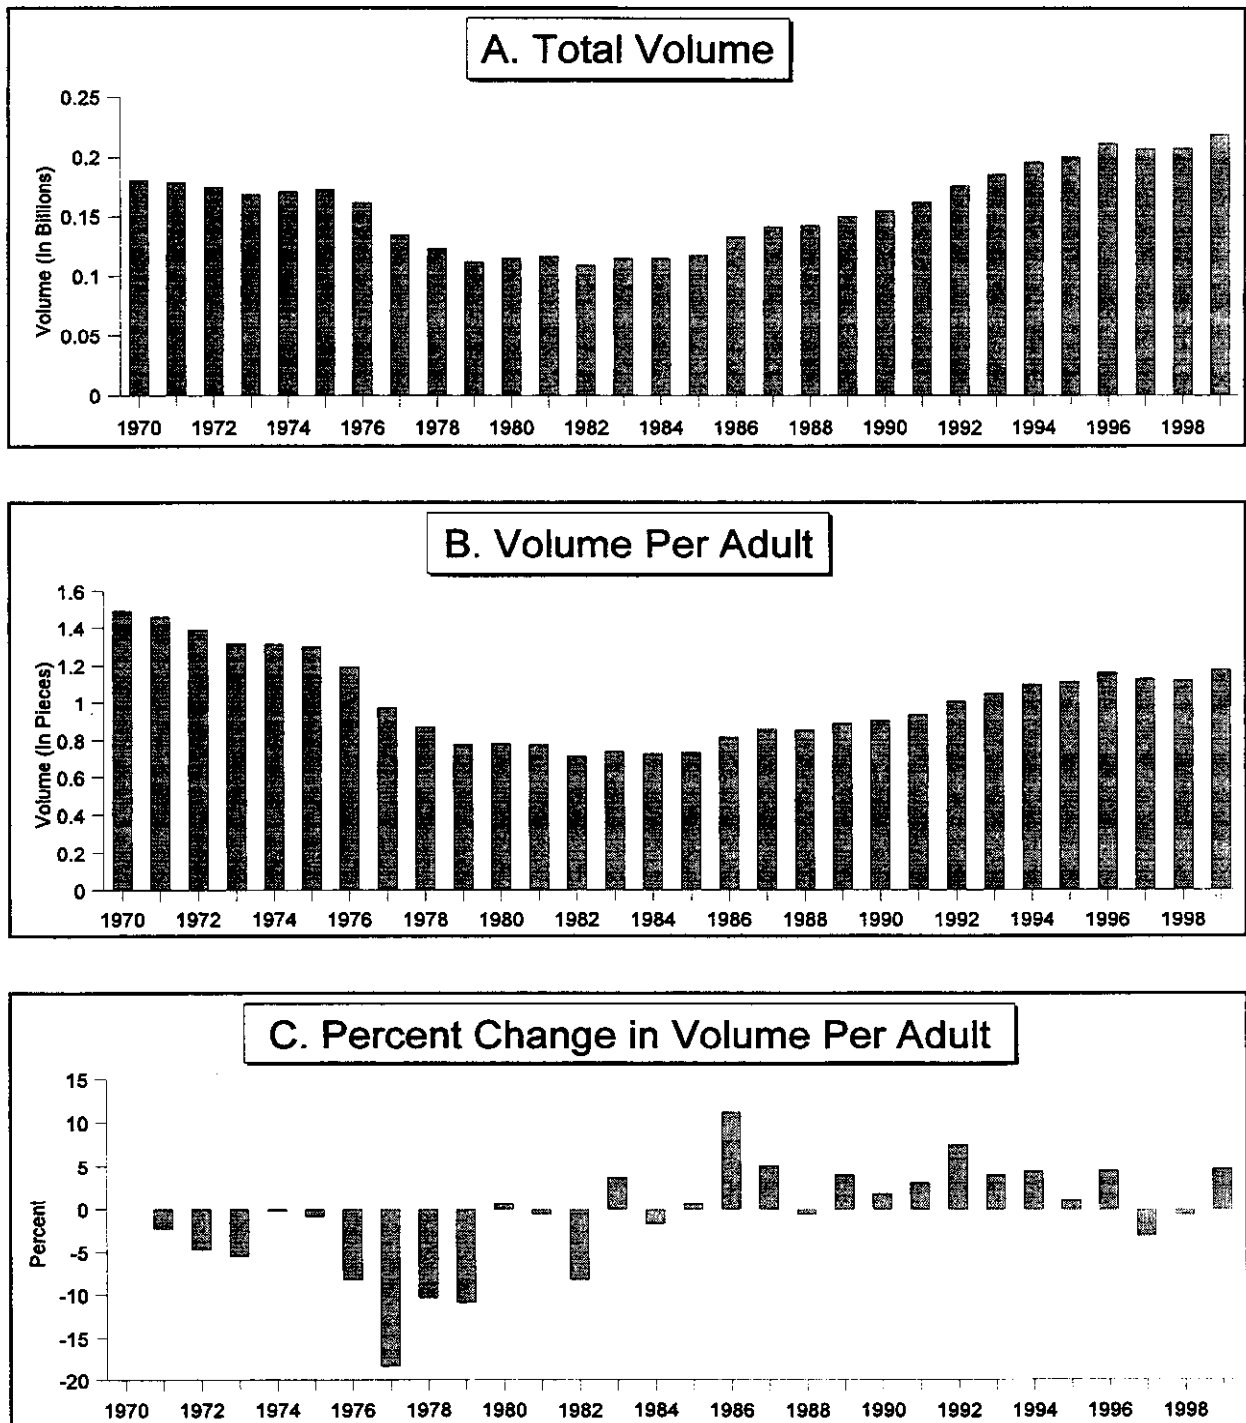 A. Total Volume
Volume (In Billions)
0.25
0.2
0.15
0.1
0.05
0
1970 1972 1974 1976 1978 1980 1982 1984 1986 1988 1990 1992 1994 1996 1998
B. Volume Per Adult
Volume (In Pieces)
1.6
1.4
1.2
1
0.8
0.6
0.4
0.2
0
1970 1972 1974 1976 1978 1980 1982 1984 1986 1988 1990 1992 1994 1996 1998
C. Percent Change in Volume Per Adult
Percent
15
10
5
0
-5
-10
-15
-20
1970 1972 1974 1976 1978 1980 1982 1984 1986 1988 1990 1992 1994 1996 1998